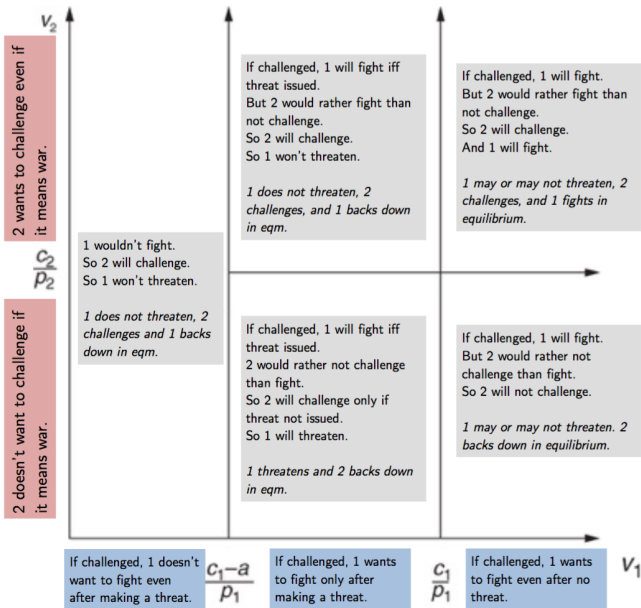 V₂
2 wants to challenge even if
it means war.
If challenged, 1 will fight iff
threat issued.
But 2 would rather fight than
not challenge.
So 2 will challenge.
So 1 won't threaten.
1 does not threaten, 2
challenges, and 1 backs down
in eqm.
If challenged, 1 will fight.
But 2 would rather fight than
not challenge.
So 2 will challenge.
And 1 will fight.
1 may or may not threaten, 2
challenges, and 1 fights in
equilibrium.
c₂
p₂
1 wouldn't fight.
So 2 will challenge.
So 1 won't threaten.
1 does not threaten, 2
challenges and 1 backs
down in eqm.
2 doesn't want to challenge if
it means war.
If challenged, 1 will fight iff
threat issued.
2 would rather not challenge
than fight.
So 2 will challenge only if
threat not issued.
So 1 will threaten.
1 threatens and 2 backs down
in eqm.
If challenged, 1 will fight.
But 2 would rather not
challenge than fight.
So 2 will not challenge.
1 may or may not threaten. 2
backs down in equilibrium.
If challenged, 1 doesn't
want to fight even
after making a threat.
c₁−a
p₁
If challenged, 1 wants
to fight only after
making a threat.
c₁
p₁
If challenged, 1 wants
to fight even after no
threat.
V₁